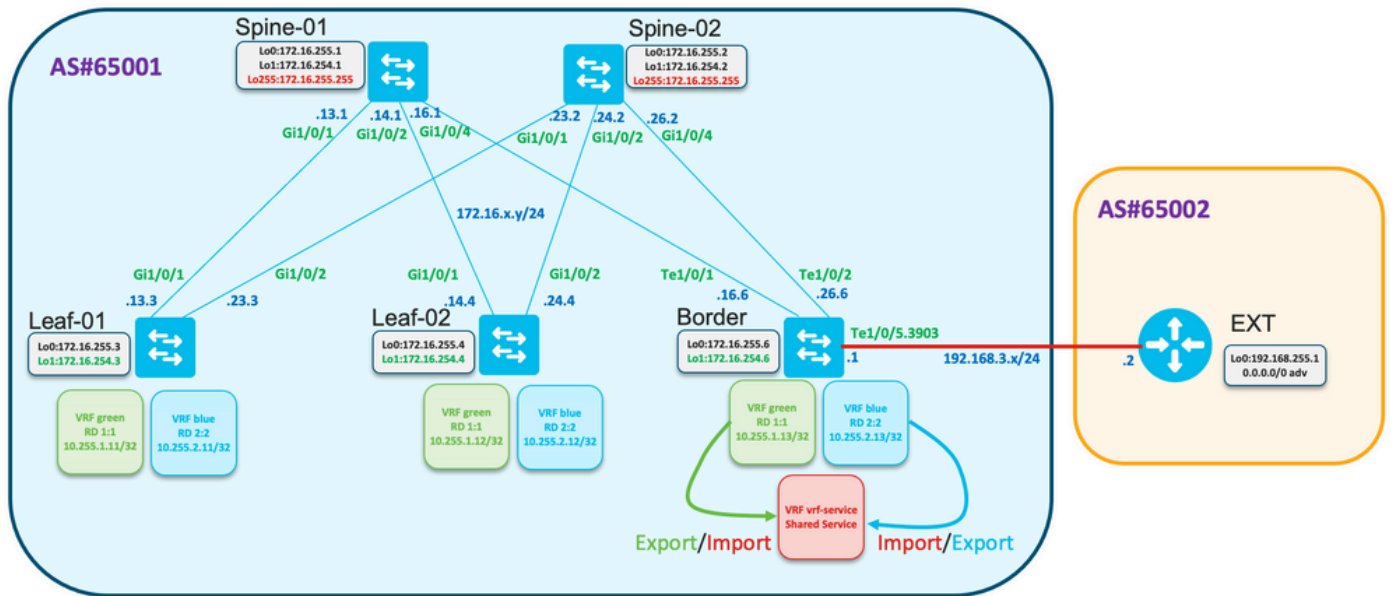 Spine-01
Spine-02
AS#65001
Lo0:172.16.255.1
Lo1:172.16.254.1
Lo255:172.16.255.255
Lo0:172.16.255.2
Lo1:172.16.254.2
Lo255:172.16.255.255
.13.1
.14.1
.16.1
.23.2
.24.2
.26.2
Gi1/0/1
Gi1/0/2
Gi1/0/4
Gi1/0/1
Gi1/0/2
Gi1/0/4
172.16.x.y/24
AS#65002
Gi1/0/1
Gi1/0/2
Gi1/0/1
Gi1/0/2
Te1/0/1
Te1/0/2
.13.3
.23.3
.14.4
.24.4
.16.6
.26.6
Leaf-01
Lo0:172.16.255.3
Lo1:172.16.254.3
Leaf-02
Lo0:172.16.255.4
Lo1:172.16.254.4
Border
Lo0:172.16.255.6
Lo1:172.16.254.6
Te1/0/5.3903
.1
192.168.3.x/24
.2
EXT
Lo0:192.168.255.1
0.0.0.0/0 adv
VRF green
RD 1:1
10.255.1.11/32
VRF blue
RD 2:2
10.255.2.11/32
VRF green
RD 1:1
10.255.1.12/32
VRF blue
RD 2:2
10.255.2.12/32
VRF green
RD 1:1
10.255.1.13/32
VRF blue
RD 2:2
10.255.2.13/32
VRF vrf-service
Shared Service
Export/Import
Import/Export